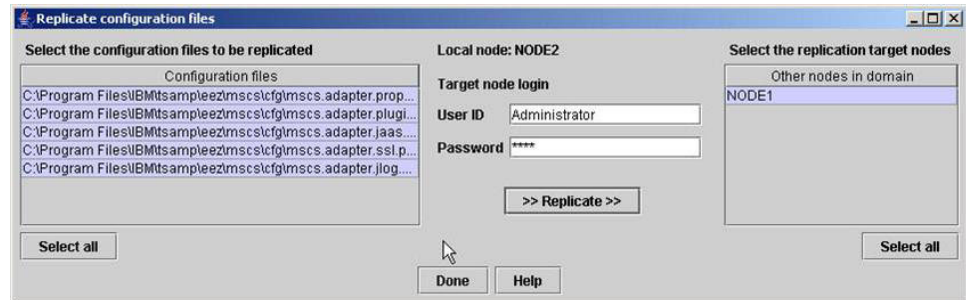 Replicate configuration files
Select the configuration files to be replicated
Configuration files
C:\Program Files\IBM\tsamp\eez\mscs\cfg\mscs.adapter.prop...
C:\Program Files\IBM\tsamp\eez\mscs\cfg\mscs.adapter.plugi...
C:\Program Files\IBM\tsamp\eez\mscs\cfg\mscs.adapter.jaas....
C:\Program Files\IBM\tsamp\eez\mscs\cfg\mscs.adapter.ssl.p...
C:\Program Files\IBM\tsamp\eez\mscs\cfg\mscs.adapter.jlog....
Select all
Local node: NODE2
Target node login
User ID Administrator
Password ****
>> Replicate >>
Select the replication target nodes
Other nodes in domain
NODE1
Select all
Done Help